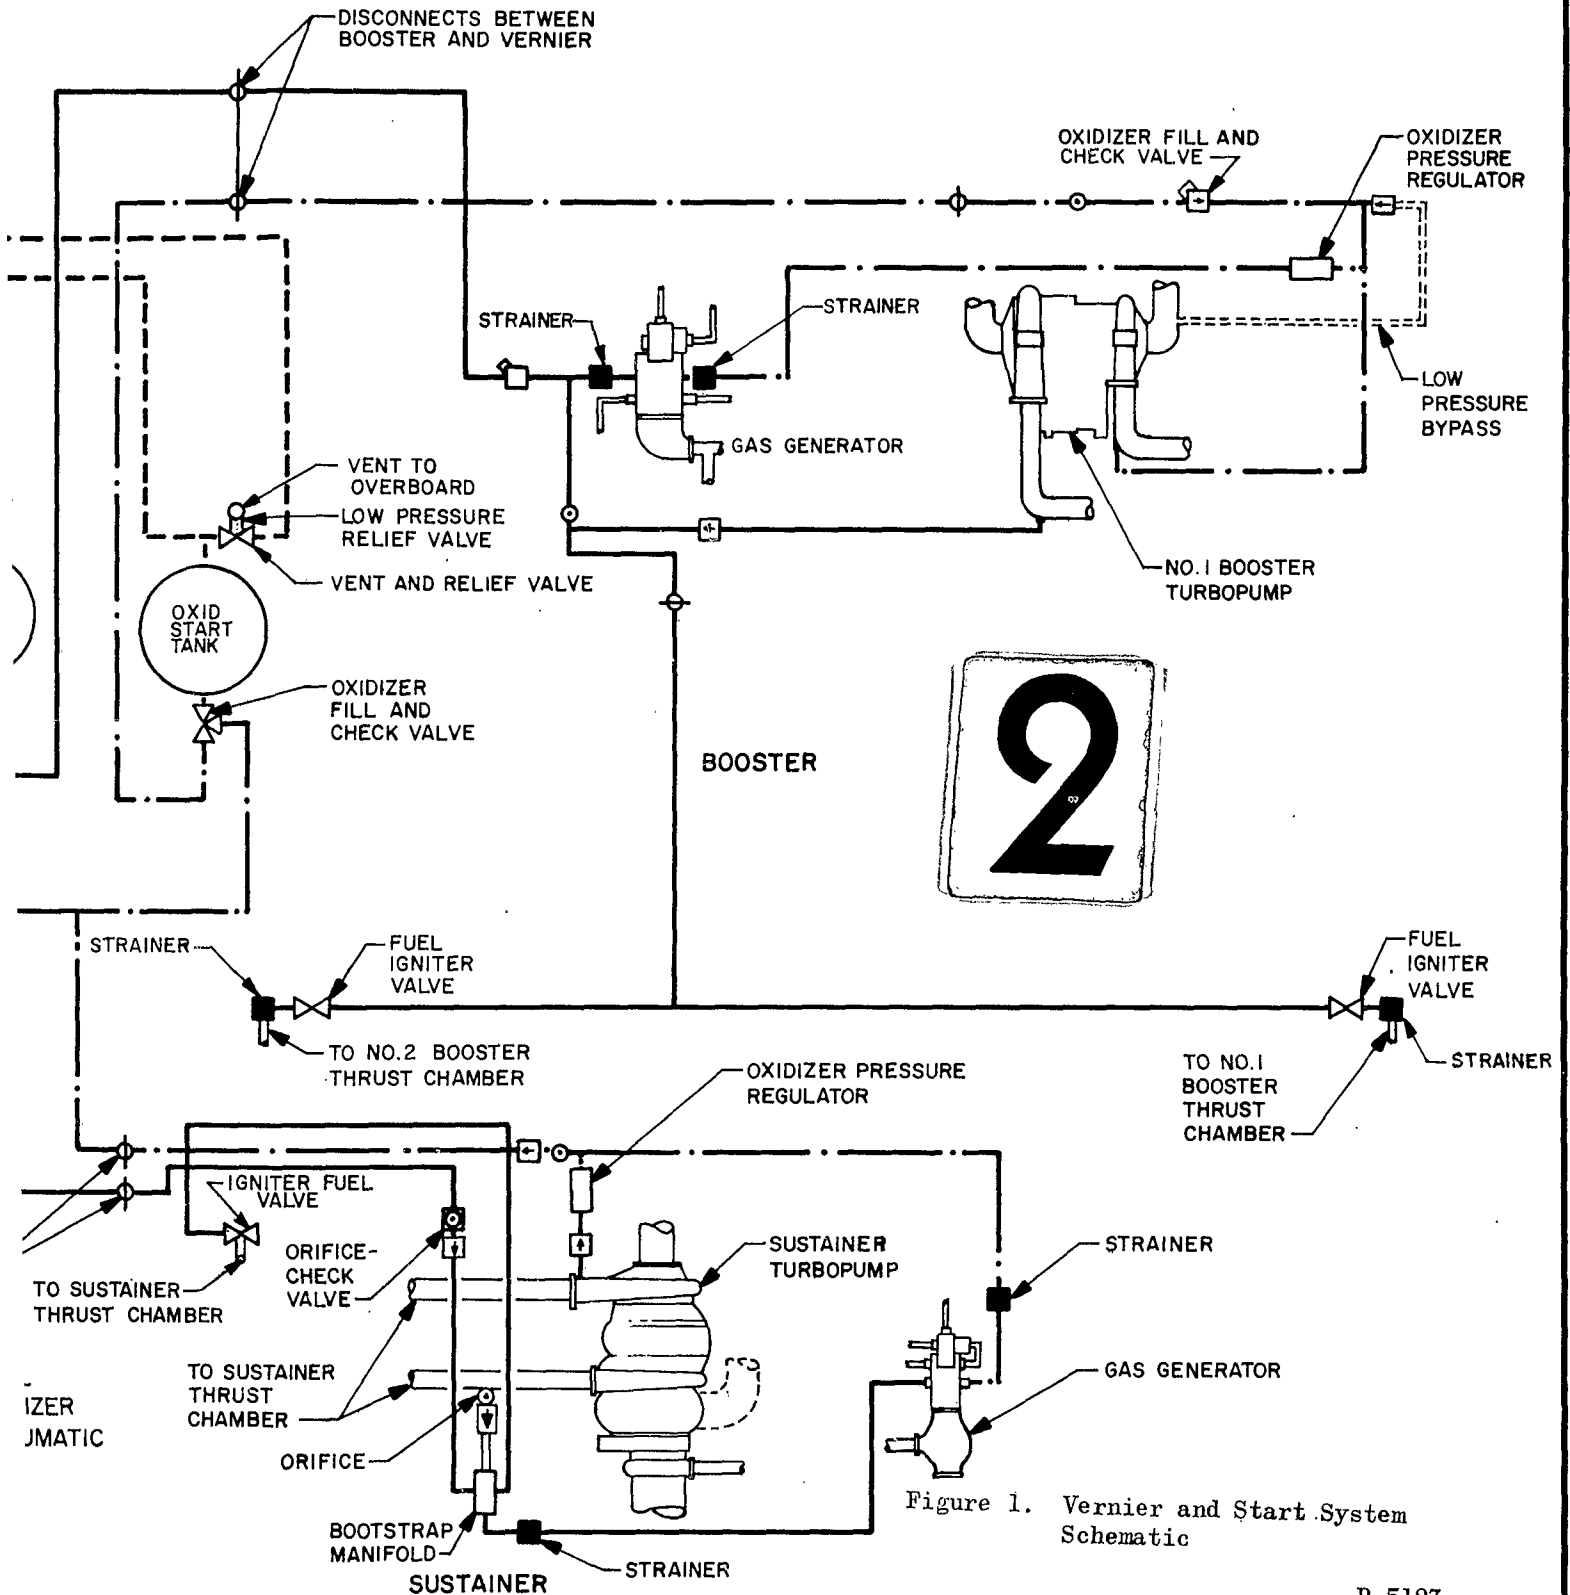 DISCONNECTS BETWEEN
BOOSTER AND VERNIER
OXIDIZER FILL AND
CHECK VALVE
OXIDIZER
PRESSURE
REGULATOR
STRAINER
STRAINER
GAS GENERATOR
LOW
PRESSURE
BYPASS
VENT TO
OVERBOARD
LOW PRESSURE
RELIEF VALVE
VENT AND RELIEF VALVE
NO.1 BOOSTER
TURBOPUMP
OXID
START
TANK
OXIDIZER
FILL AND
CHECK VALVE
BOOSTER
2
STRAINER
FUEL
IGNITER
VALVE
FUEL
IGNITER
VALVE
TO NO.2 BOOSTER
THRUST CHAMBER
TO NO.1
BOOSTER
THRUST
CHAMBER
STRAINER
OXIDIZER PRESSURE
REGULATOR
IGNITER FUEL
VALVE
TO SUSTAINER
THRUST CHAMBER
ORIFICE-
CHECK
VALVE
SUSTAINER
TURBOPUMP
STRAINER
TO SUSTAINER
THRUST
CHAMBER
GAS GENERATOR
IZER
UMATIC
ORIFICE
BOOTSTRAP
MANIFOLD
STRAINER
SUSTAINER
Figure 1. Vernier and Start System
Schematic